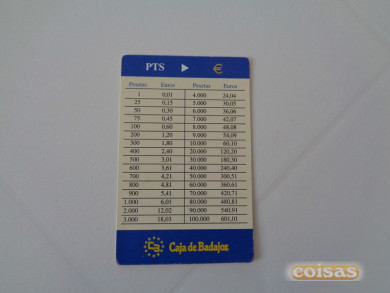 PTS ▶ €
Pesetas Euros Pesetas Euros
1 0,01 4.000 24,04
25 0,15 5.000 30,05
50 0,30 6.000 36,06
75 0,45 7.000 42,07
100 0,60 8.000 48,08
200 1,20 9.000 54,09
300 1,80 10.000 60,10
400 2,40 20.000 120,20
500 3,01 30.000 180,30
600 3,61 40.000 240,40
700 4,21 50.000 300,51
800 4,81 60.000 360,61
900 5,41 70.000 420,71
1.000 6,01 80.000 480,81
2.000 12,02 90.000 540,91
3.000 18,03 100.000 601,01
Caja de Badajoz
coisas